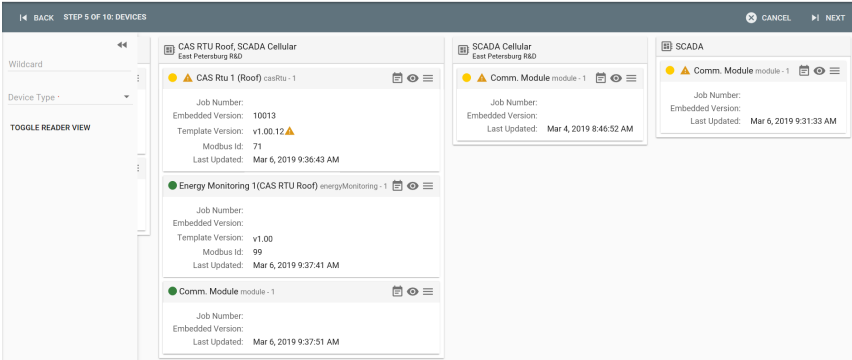 BACK STEP 5 OF 10: DEVICES
CANCEL
NEXT
Wildcard
Device Type *
TOGGLE READER VIEW
CAS RTU Roof, SCADA Cellular
East Petersburg R&D
CAS Rtu 1 (Roof) casRtu - 1
Job Number:
Embedded Version: 10013
Template Version: v1.00.12
Modbus Id: 71
Last Updated: Mar 6, 2019 9:36:43 AM
Energy Monitoring 1(CAS RTU Roof) energyMonitoring - 1
Job Number:
Embedded Version:
Template Version: v1.00
Modbus Id: 99
Last Updated: Mar 6, 2019 9:37:41 AM
Comm. Module module - 1
Job Number:
Embedded Version:
Last Updated: Mar 6, 2019 9:37:51 AM
SCADA Cellular
East Petersburg R&D
Comm. Module module - 1
Job Number:
Embedded Version:
Last Updated: Mar 4, 2019 8:46:52 AM
SCADA
Comm. Module module - 1
Job Number:
Embedded Version:
Last Updated: Mar 6, 2019 9:31:33 AM